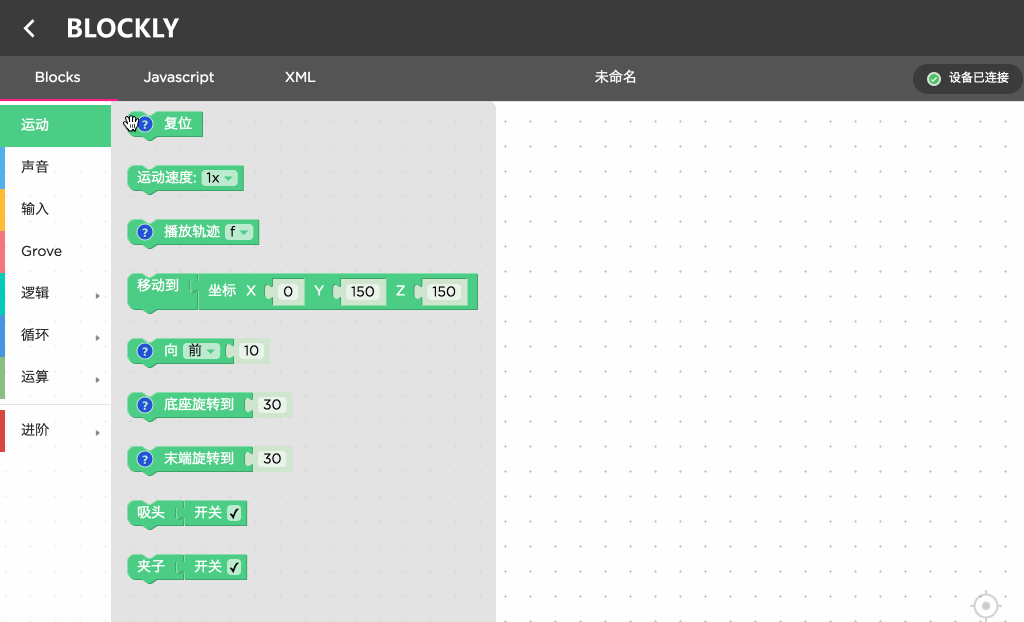 BLOCKLY
Blocks Javascript XML 未命名 设备已连接
运动
声音
输入
Grove
逻辑
循环
运算
进阶
? 复位
运动速度: 1x
? 播放轨迹 f
移动到 坐标 X 0 Y 150 Z 150
? 向 前 10
? 底座旋转到 30
? 末端旋转到 30
吸头 开关
夹子 开关